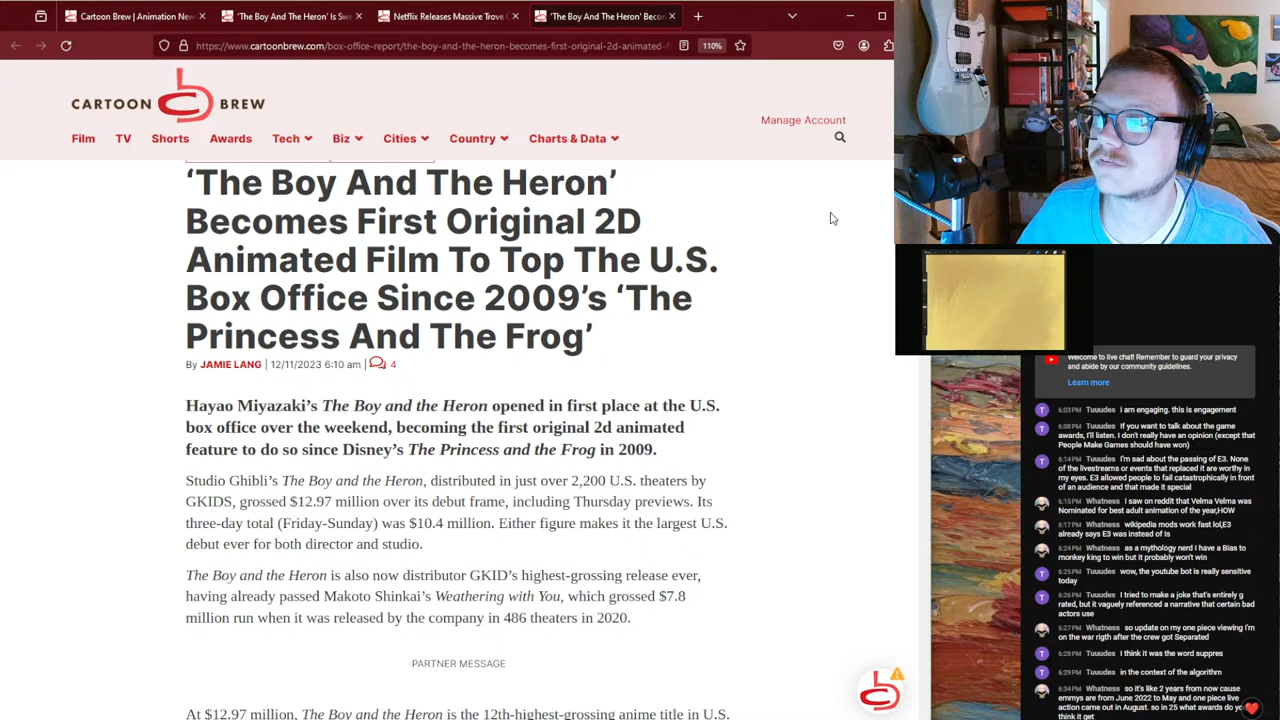 Cartoon Brew | Animation New
'The Boy And The Heron' Is Swe
Netflix Releases Massive Trove
'The Boy And The Heron' Becon
https://www.cartoonbrew.com/box-office-report/the-boy-and-the-heron-becomes-first-original-2d-animated-
110%
CARTOON BREW
Manage Account
Film TV Shorts Awards Tech Biz Cities Country Charts & Data
'The Boy And The Heron'
Becomes First Original 2D
Animated Film To Top The U.S.
Box Office Since 2009's 'The
Princess And The Frog'
By JAMIE LANG | 12/11/2023 6:10 am | 4
Hayao Miyazaki's The Boy and the Heron opened in first place at the U.S.
box office over the weekend, becoming the first original 2d animated
feature to do so since Disney's The Princess and the Frog in 2009.
Studio Ghibli's The Boy and the Heron, distributed in just over 2,200 U.S. theaters by
GKIDS, grossed $12.97 million over its debut frame, including Thursday previews. Its
three-day total (Friday-Sunday) was $10.4 million. Either figure makes it the largest U.S.
debut ever for both director and studio.
The Boy and the Heron is also now distributor GKID's highest-grossing release ever,
having already passed Makoto Shinkai's Weathering with You, which grossed $7.8
million run when it was released by the company in 486 theaters in 2020.
PARTNER MESSAGE
At $12.97 million, The Boy and the Heron is the 12th-highest-grossing anime title in U.S.
Welcome to live chat! Remember to guard your privacy
and abide by our community guidelines.
Learn more
6:03PM Tuuudes I am engaging. this is engagement
6:08PM Tuuudes If you want to talk about the game
awards, I'll listen. I don't really have an opinion (except that
People Make Games should have won)
6:14PM Tuuudes I'm sad about the passing of E3. None
of the livestreams or events that replaced it are worthy in
my eyes. E3 allowed people to fail catastrophically in front
of an audience and that made it special
6:15PM Whatness I saw on reddit that Velma Velma was
Nominated for best adult animation of the year,HOW
6:17PM Whatness wikipedia mods work fast lol,E3
already says E3 was instead of Is
6:24PM Whatness as a mythology nerd I have a Bias to
monkey king to win but it probably won't win
6:25PM Tuuudes wow, the youtube bot is really sensitive
today
6:26PM Tuuudes I tried to make a joke that's entirely g
rated, but it vaguely referenced a narrative that certain bad
actors use
6:27PM Whatness so update on my one piece viewing I'm
on the war rigth after the crew got Separated
6:28PM Tuuudes I think it was the word suppres
6:29PM Tuuudes in the context of the algorithm
6:34PM Whatness so it's like 2 years from now cause
emmys are from June 2022 to May and one piece live
action came out in August. so in 25 what awards do yo
think it get